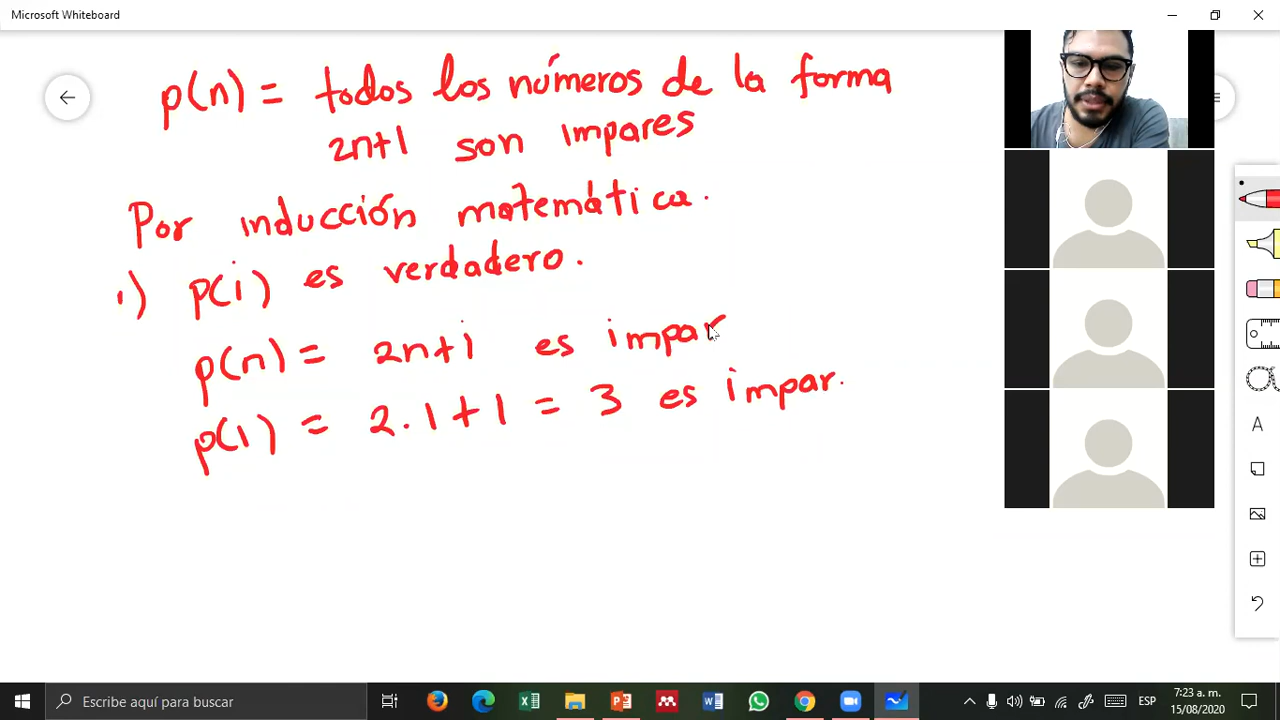 Microsoft Whiteboard
p(n) = todos los números de la forma
2n+1 son impares
Por inducción matemática.
1) p(1) es verdadero.
p(n) = 2n+1 es impar
p(1) = 2.1+1 = 3 es impar.
Escribe aquí para buscar
ESP
7:23 a. m.
15/08/2020